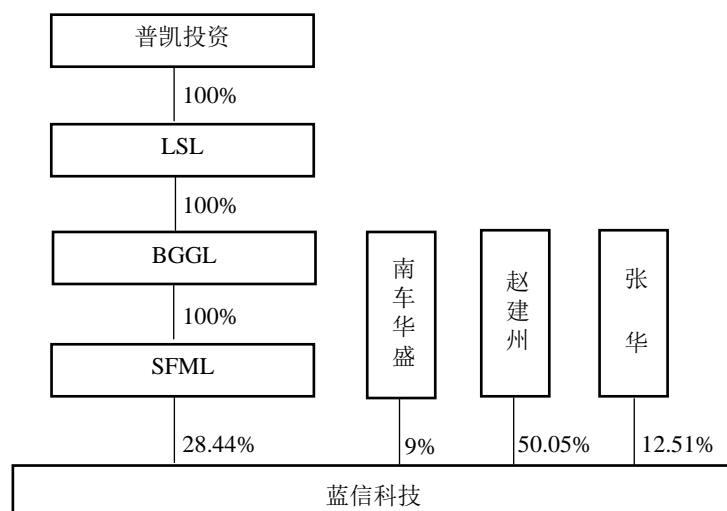 普凯投资
100%
LSL
100%
BGGL
100%
SFML
南车华盛
赵建州
张华
28.44%
9%
50.05%
12.51%
蓝信科技